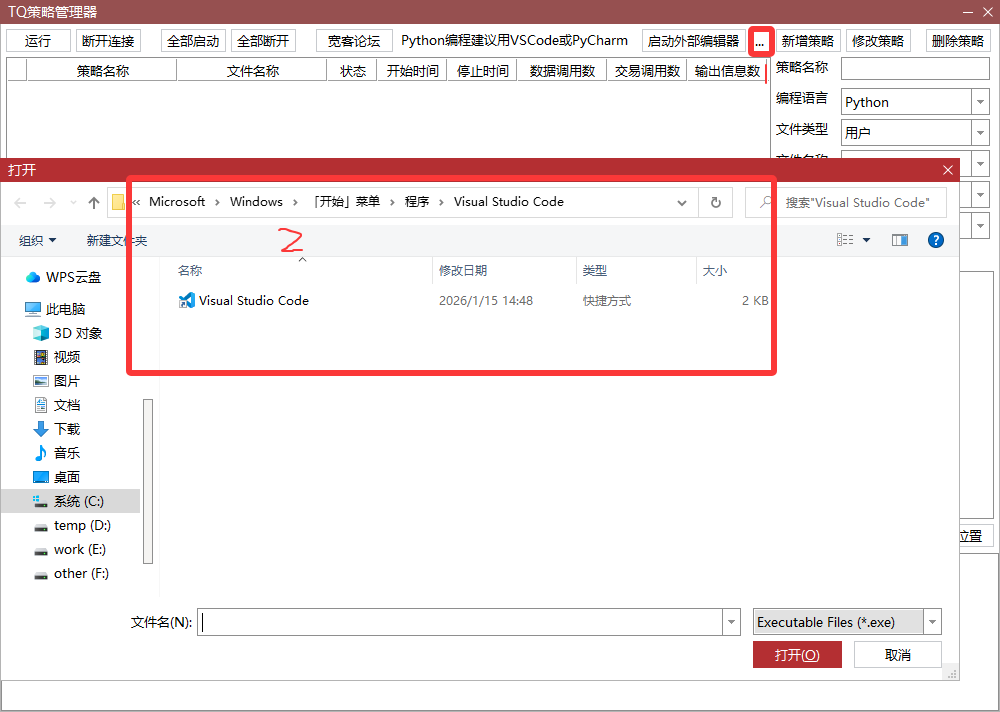 TQ策略管理器
运行 断开连接 全部启动 全部断开 宽客论坛 Python编程建议用VSCode或PyCharm 启动外部编辑器 ... 新增策略 修改策略 删除策略
策略名称 文件名称 状态 开始时间 停止时间 数据调用数 交易调用数 输出信息数
策略名称
编程语言 Python
文件类型 用户
打开
« Microsoft › Windows › 「开始」菜单 › 程序 › Visual Studio Code 搜索"Visual Studio Code"
组织 新建文件夹 2
名称 修改日期 类型 大小
Visual Studio Code 2026/1/15 14:48 快捷方式 2 KB
WPS云盘
此电脑
3D 对象
视频
图片
文档
下载
音乐
桌面
系统 (C:)
temp (D:)
work (E:)
other (F:)
位置
文件名(N): Executable Files (*.exe)
打开(O) 取消